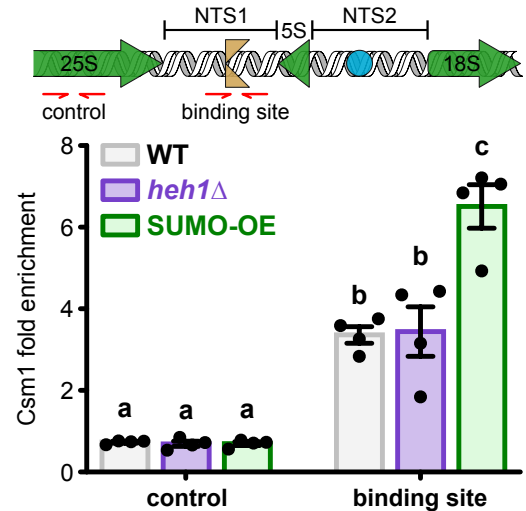 NTS1 5S NTS2
25S 18S
control binding site
8
6
4
2
0
Csm1 fold enrichment
WT
heh1Δ
SUMO-OE
a a a b b c
control binding site